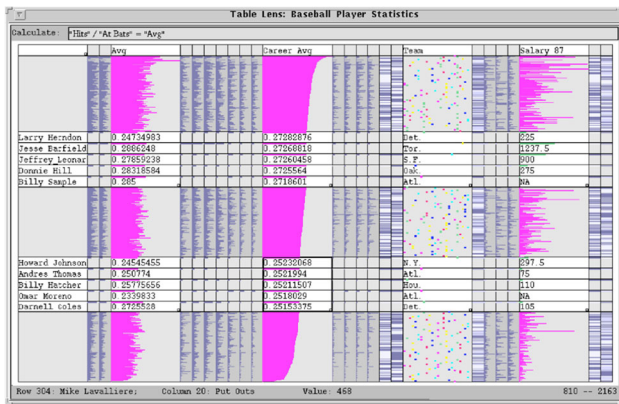 Table Lens: Baseball Player Statistics
Calculate: "Hits" / "At Bats" = "Avg"
Avg Career Avg Team Salary 87
Larry Herndon 0.24734983 0.27282876 Det. 225
Jesse Barfield 0.2886248 0.27268818 Tor. 1237.5
Jeffrey Leonar 0.27859238 0.27260458 S.F. 900
Donnie Hill 0.28318584 0.2725564 Oak. 275
Billy Sample 0.285 0.2718601 Atl. NA
Howard Johnson 0.24545455 0.25232068 N.Y. 297.5
Andres Thomas 0.250774 0.2521994 Atl. 75
Billy Hatcher 0.25775656 0.25211507 Hou. 110
Omar Moreno 0.2339833 0.2518029 Atl. NA
Darnell Coles 0.2725528 0.25153375 Det. 105
Row 304: Mike Lavalliere; Column 20: Put Outs Value: 468 810 -- 2163